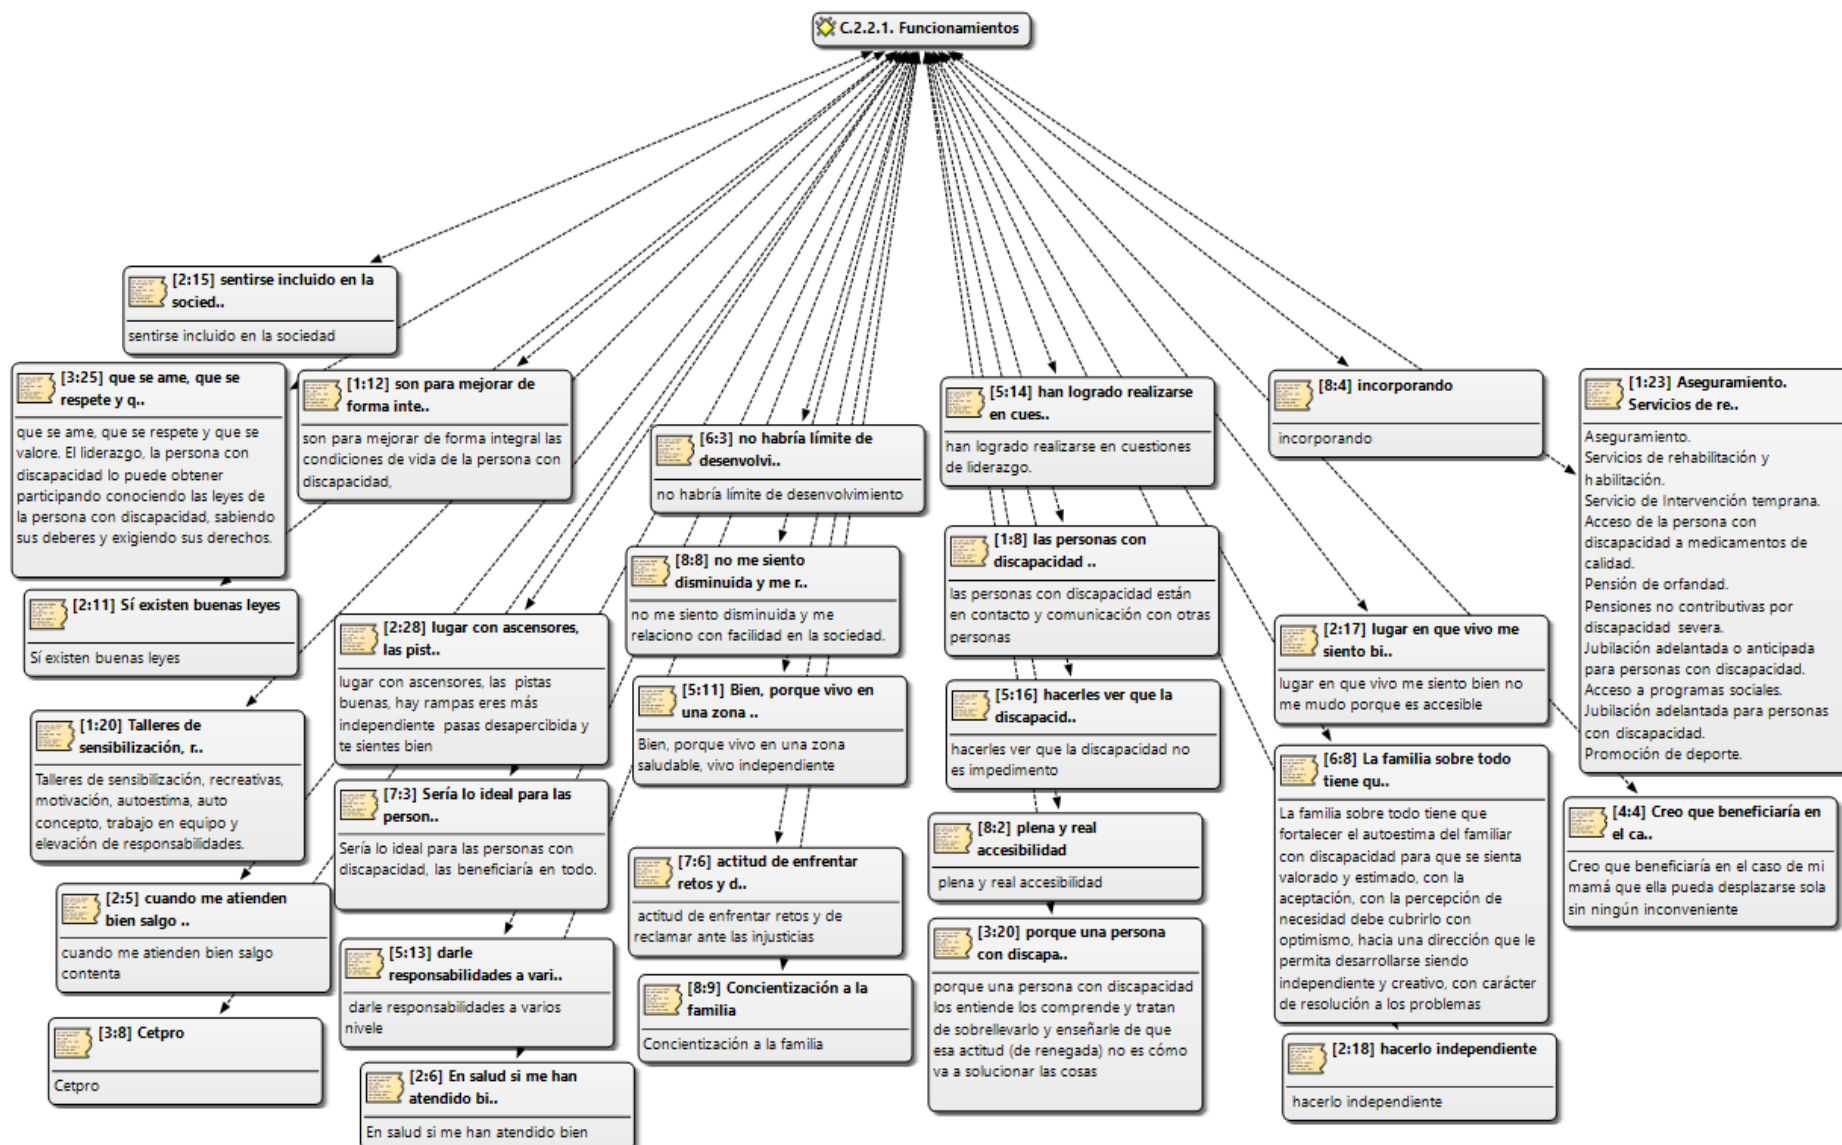 C.2.2.1. Funcionamientos
[2:15] sentirse incluido en la
socied..
sentirse incluido en la sociedad
[3:25] que se ame, que se
respete y q..
que se ame, que se respete y que se
valore. El liderazgo, la persona con
discapacidad lo puede obtener
participando conociendo las leyes de
la persona con discapacidad, sabiendo
sus deberes y exigiendo sus derechos.
[2:11] Sí existen buenas leyes
Sí existen buenas leyes
[1:20] Talleres de
sensibilización, r..
Talleres de sensibilización, recreativas,
motivación, autoestima, auto
concepto, trabajo en equipo y
elevación de responsabilidades.
[2:5] cuando me atienden
bien salgo ..
cuando me atienden bien salgo
contenta
[3:8] Cetpro
Cetpro
[1:12] son para mejorar de
forma inte..
son para mejorar de forma integral las
condiciones de vida de la persona con
discapacidad,
[2:28] lugar con ascensores,
las pist..
lugar con ascensores, las pistas
buenas, hay rampas eres más
independiente pasas desapercibida y
te sientes bien
[7:3] Sería lo ideal para las
person..
Sería lo ideal para las personas con
discapacidad, las beneficiaría en todo.
[5:13] darle
responsabilidades a vari..
darle responsabilidades a varios
nivele
[2:6] En salud si me han
atendido bi..
En salud si me han atendido bien
[6:3] no habría límite de
desenvolvi..
no habría límite de desenvolvimiento
[8:8] no me siento
disminuida y me r..
no me siento disminuida y me
relaciono con facilidad en la sociedad.
[5:11] Bien, porque vivo en
una zona ..
Bien, porque vivo en una zona
saludable, vivo independiente
[7:6] actitud de enfrentar
retos y d..
actitud de enfrentar retos y de
reclamar ante las injusticias
[8:9] Concientización a la
familia
Concientización a la familia
[5:14] han logrado realizarse
en cues..
han logrado realizarse en cuestiones
de liderazgo.
[1:8] las personas con
discapacidad ..
las personas con discapacidad están
en contacto y comunicación con otras
personas
[5:16] hacerles ver que la
discapacid..
hacerles ver que la discapacidad no
es impedimento
[8:2] plena y real
accesibilidad
plena y real accesibilidad
[3:20] porque una persona
con discapa..
porque una persona con discapacidad
los entiende los comprende y tratan
de sobrellevarlo y enseñarle de que
esa actitud (de renegada) no es cómo
va a solucionar las cosas
[8:4] incorporando
incorporando
[2:17] lugar en que vivo me
siento bi..
lugar en que vivo me siento bien no
me mudo porque es accesible
[6:8] La familia sobre todo
tiene qu..
La familia sobre todo tiene que
fortalecer el autoestima del familiar
con discapacidad para que se sienta
valorado y estimado, con la
aceptación, con la percepción de
necesidad debe cubrirlo con
optimismo, hacia una dirección que le
permita desarrollarse siendo
independiente y creativo, con carácter
de resolución a los problemas
[2:18] hacerlo independiente
hacerlo independiente
[1:23] Aseguramiento.
Servicios de re..
Aseguramiento.
Servicios de rehabilitación y
habilitación.
Servicio de Intervención temprana.
Acceso de la persona con
discapacidad a medicamentos de
calidad.
Pensión de orfandad.
Pensiones no contributivas por
discapacidad severa.
Jubilación adelantada o anticipada
para personas con discapacidad.
Acceso a programas sociales.
Jubilación adelantada para personas
con discapacidad.
Promoción de deporte.
[4:4] Creo que beneficiaría en
el ca..
Creo que beneficiaría en el caso de mi
mamá que ella pueda desplazarse sola
sin ningún inconveniente